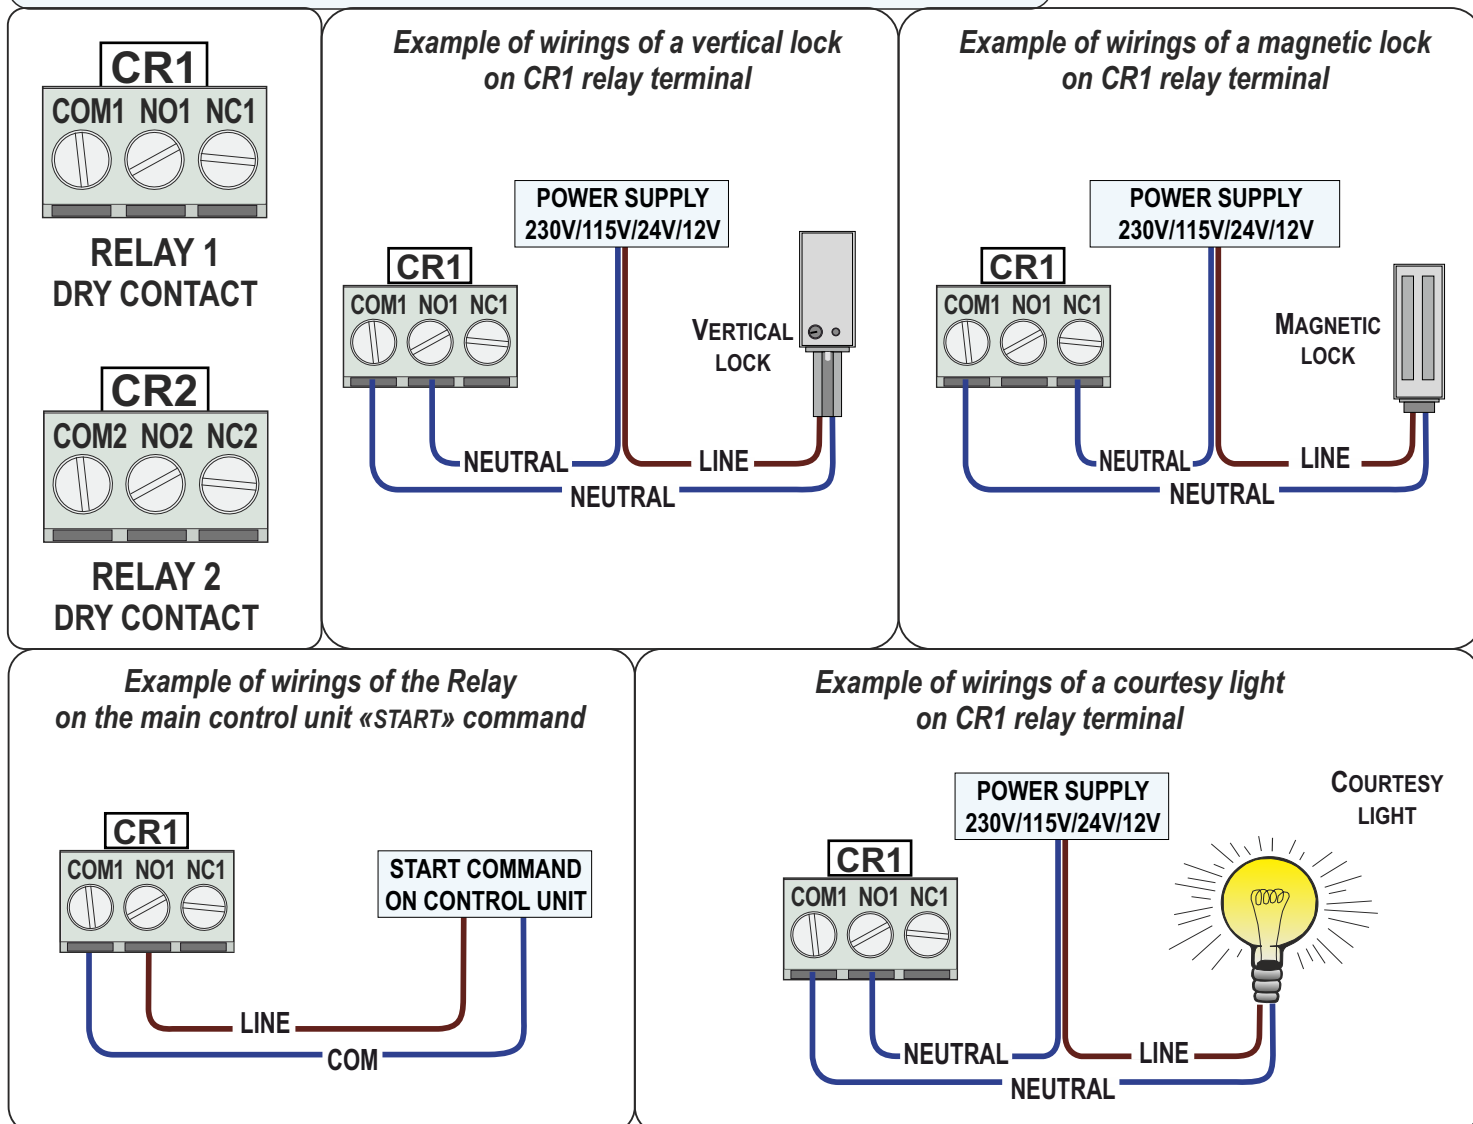 CR1
COM1 NO1 NC1
RELAY 1
DRY CONTACT
CR2
COM2 NO2 NC2
RELAY 2
DRY CONTACT
Example of wirings of a vertical lock
on CR1 relay terminal
POWER SUPPLY
230V/115V/24V/12V
CR1
COM1 NO1 NC1
VERTICAL
LOCK
NEUTRAL
LINE
NEUTRAL
Example of wirings of a magnetic lock
on CR1 relay terminal
POWER SUPPLY
230V/115V/24V/12V
CR1
COM1 NO1 NC1
MAGNETIC
LOCK
NEUTRAL
LINE
NEUTRAL
Example of wirings of the Relay
on the main control unit «START» command
CR1
COM1 NO1 NC1
START COMMAND
ON CONTROL UNIT
LINE
COM
Example of wirings of a courtesy light
on CR1 relay terminal
POWER SUPPLY
230V/115V/24V/12V
COURTESY
LIGHT
CR1
COM1 NO1 NC1
NEUTRAL
LINE
NEUTRAL